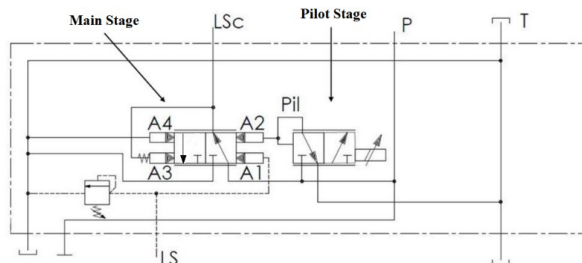 Main Stage
LSc
Pilot Stage
P
T
Pil
A4
A2
A3
A1
LS